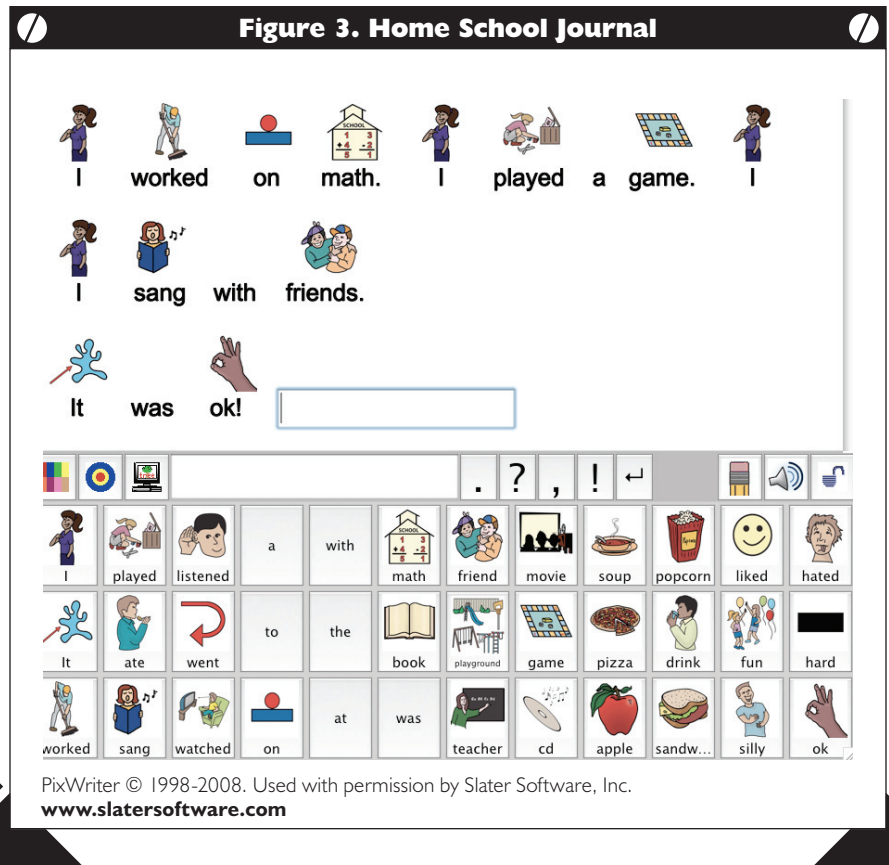 Figure 3. Home School Journal
I worked on math. I played a game. I
I sang with friends.
It was ok!
. ? , ! ↵
I played listened a with math friend movie soup popcorn liked hated
It ate went to the book playground game pizza drink fun hard
worked sang watched on at was teacher cd apple sandw... silly ok
PixWriter © 1998-2008. Used with permission by Slater Software, Inc.
www.slatersoftware.com